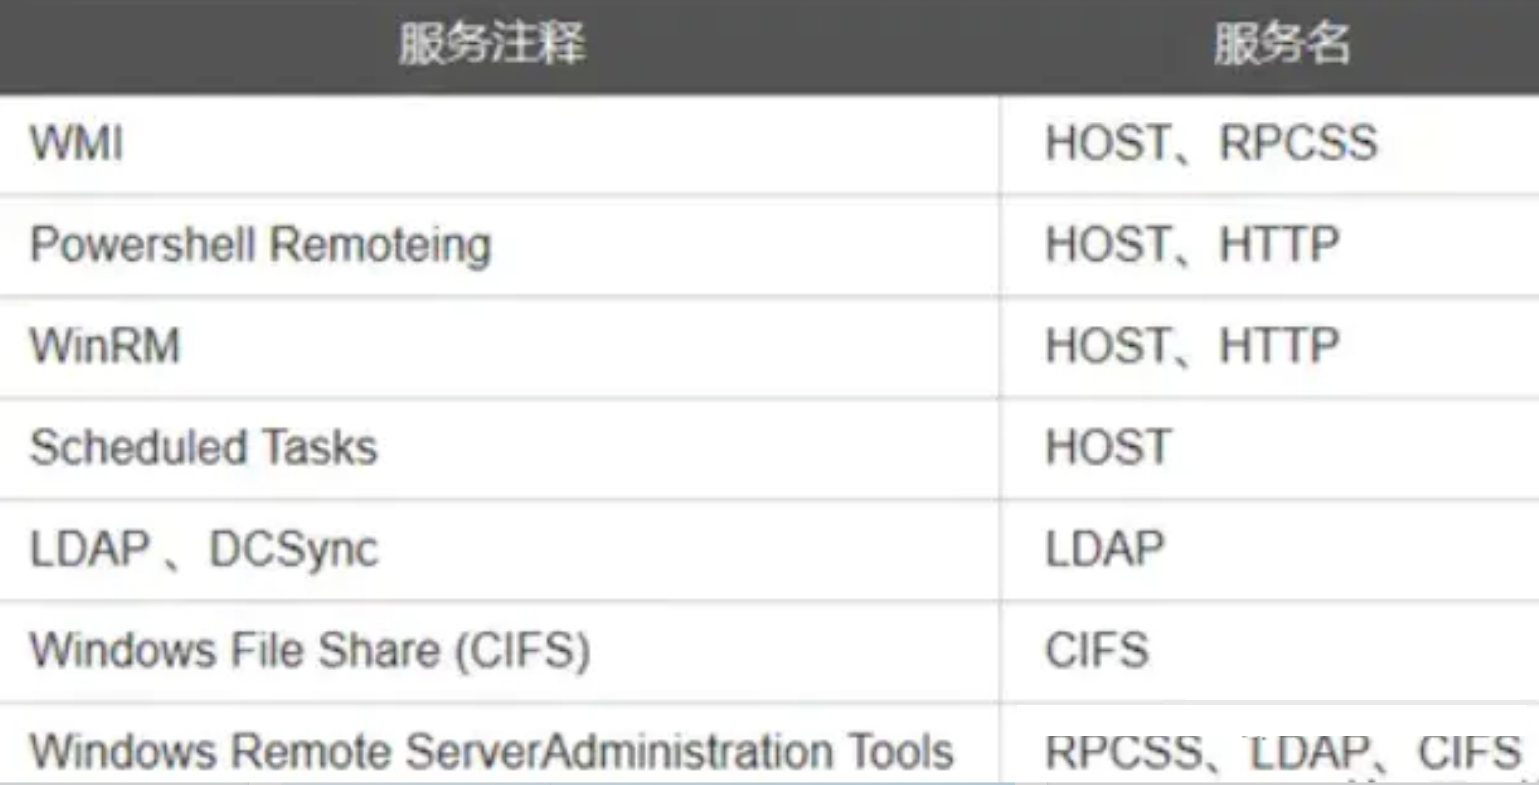 服务注释 服务名
WMI HOST、RPCSS
Powershell Remoteing HOST、HTTP
WinRM HOST、HTTP
Scheduled Tasks HOST
LDAP 、DCSync LDAP
Windows File Share (CIFS) CIFS
Windows Remote ServerAdministration Tools RPCSS、LDAP、CIFS